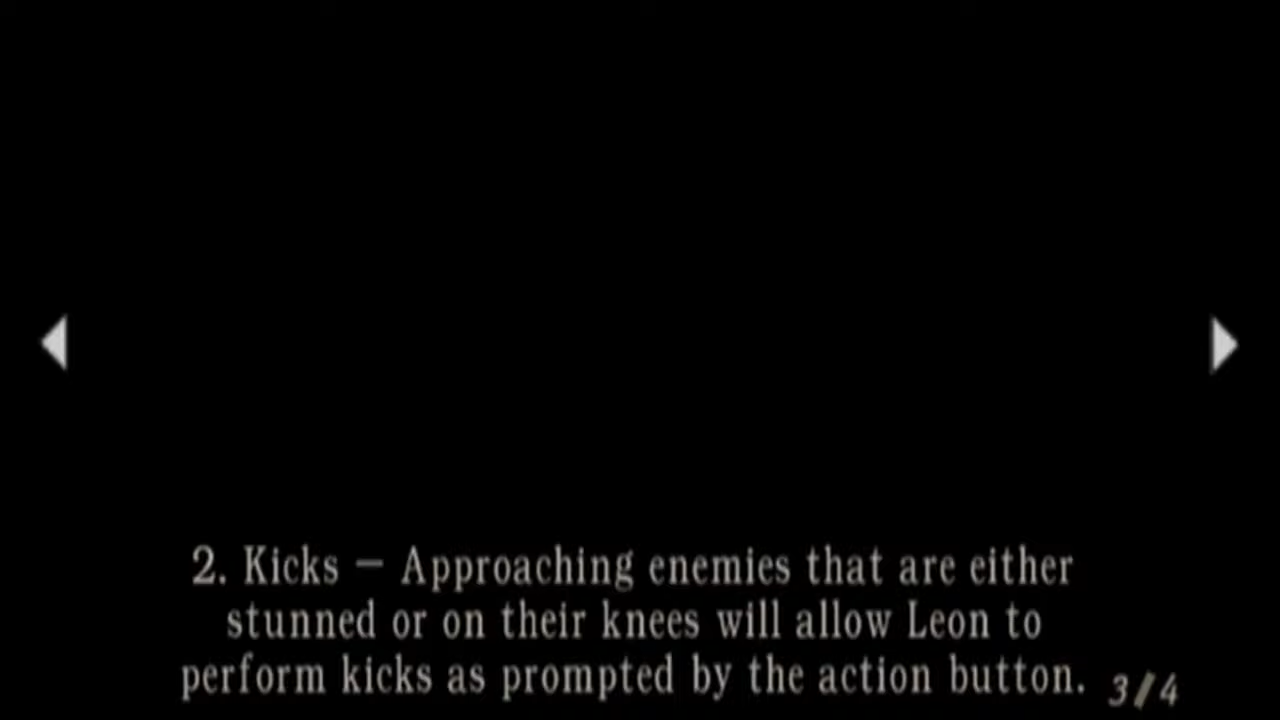 2. Kicks — Approaching enemies that are either
stunned or on their knees will allow Leon to
perform kicks as prompted by the action button.
3/4